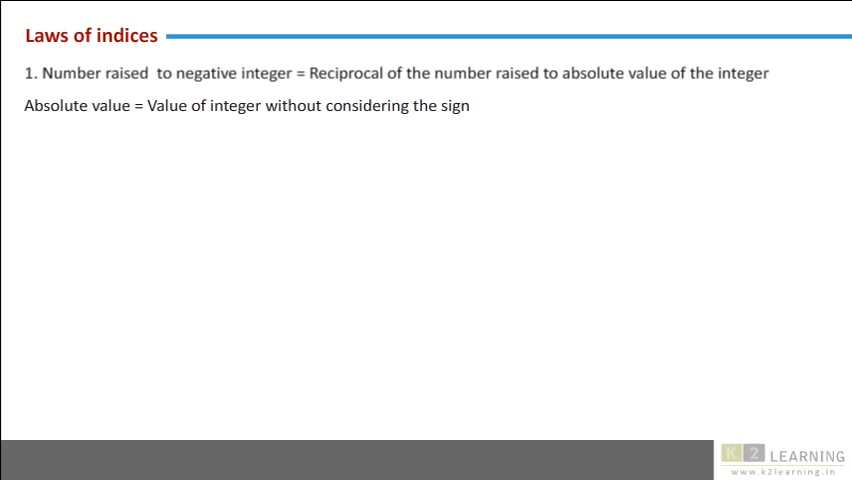 Laws of indices
1. Number raised to negative integer = Reciprocal of the number raised to absolute value of the integer
Absolute value = Value of integer without considering the sign
K2 LEARNING
www.k2learning.in